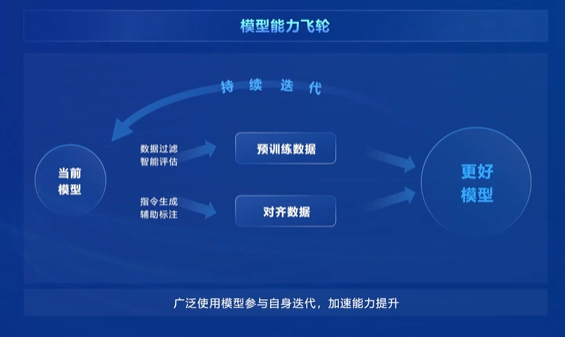 模型能力飞轮
持续迭代
当前
模型
数据过滤
智能评估
预训练数据
指令生成
辅助标注
对齐数据
更好
模型
广泛使用模型参与自身迭代，加速能力提升